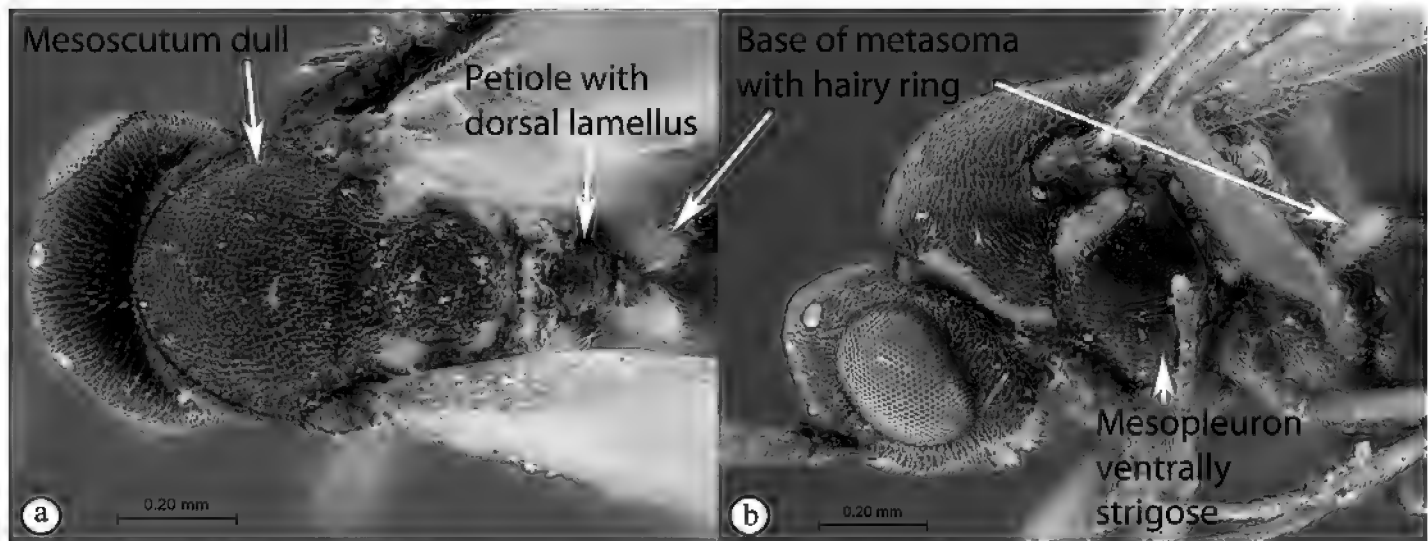 Mesoscutum dull
Petiole with
dorsal lamellus
Base of metasoma
with hairy ring
Mesopleuron
ventrally
strigose
a
0.20 mm
b
0.20 mm